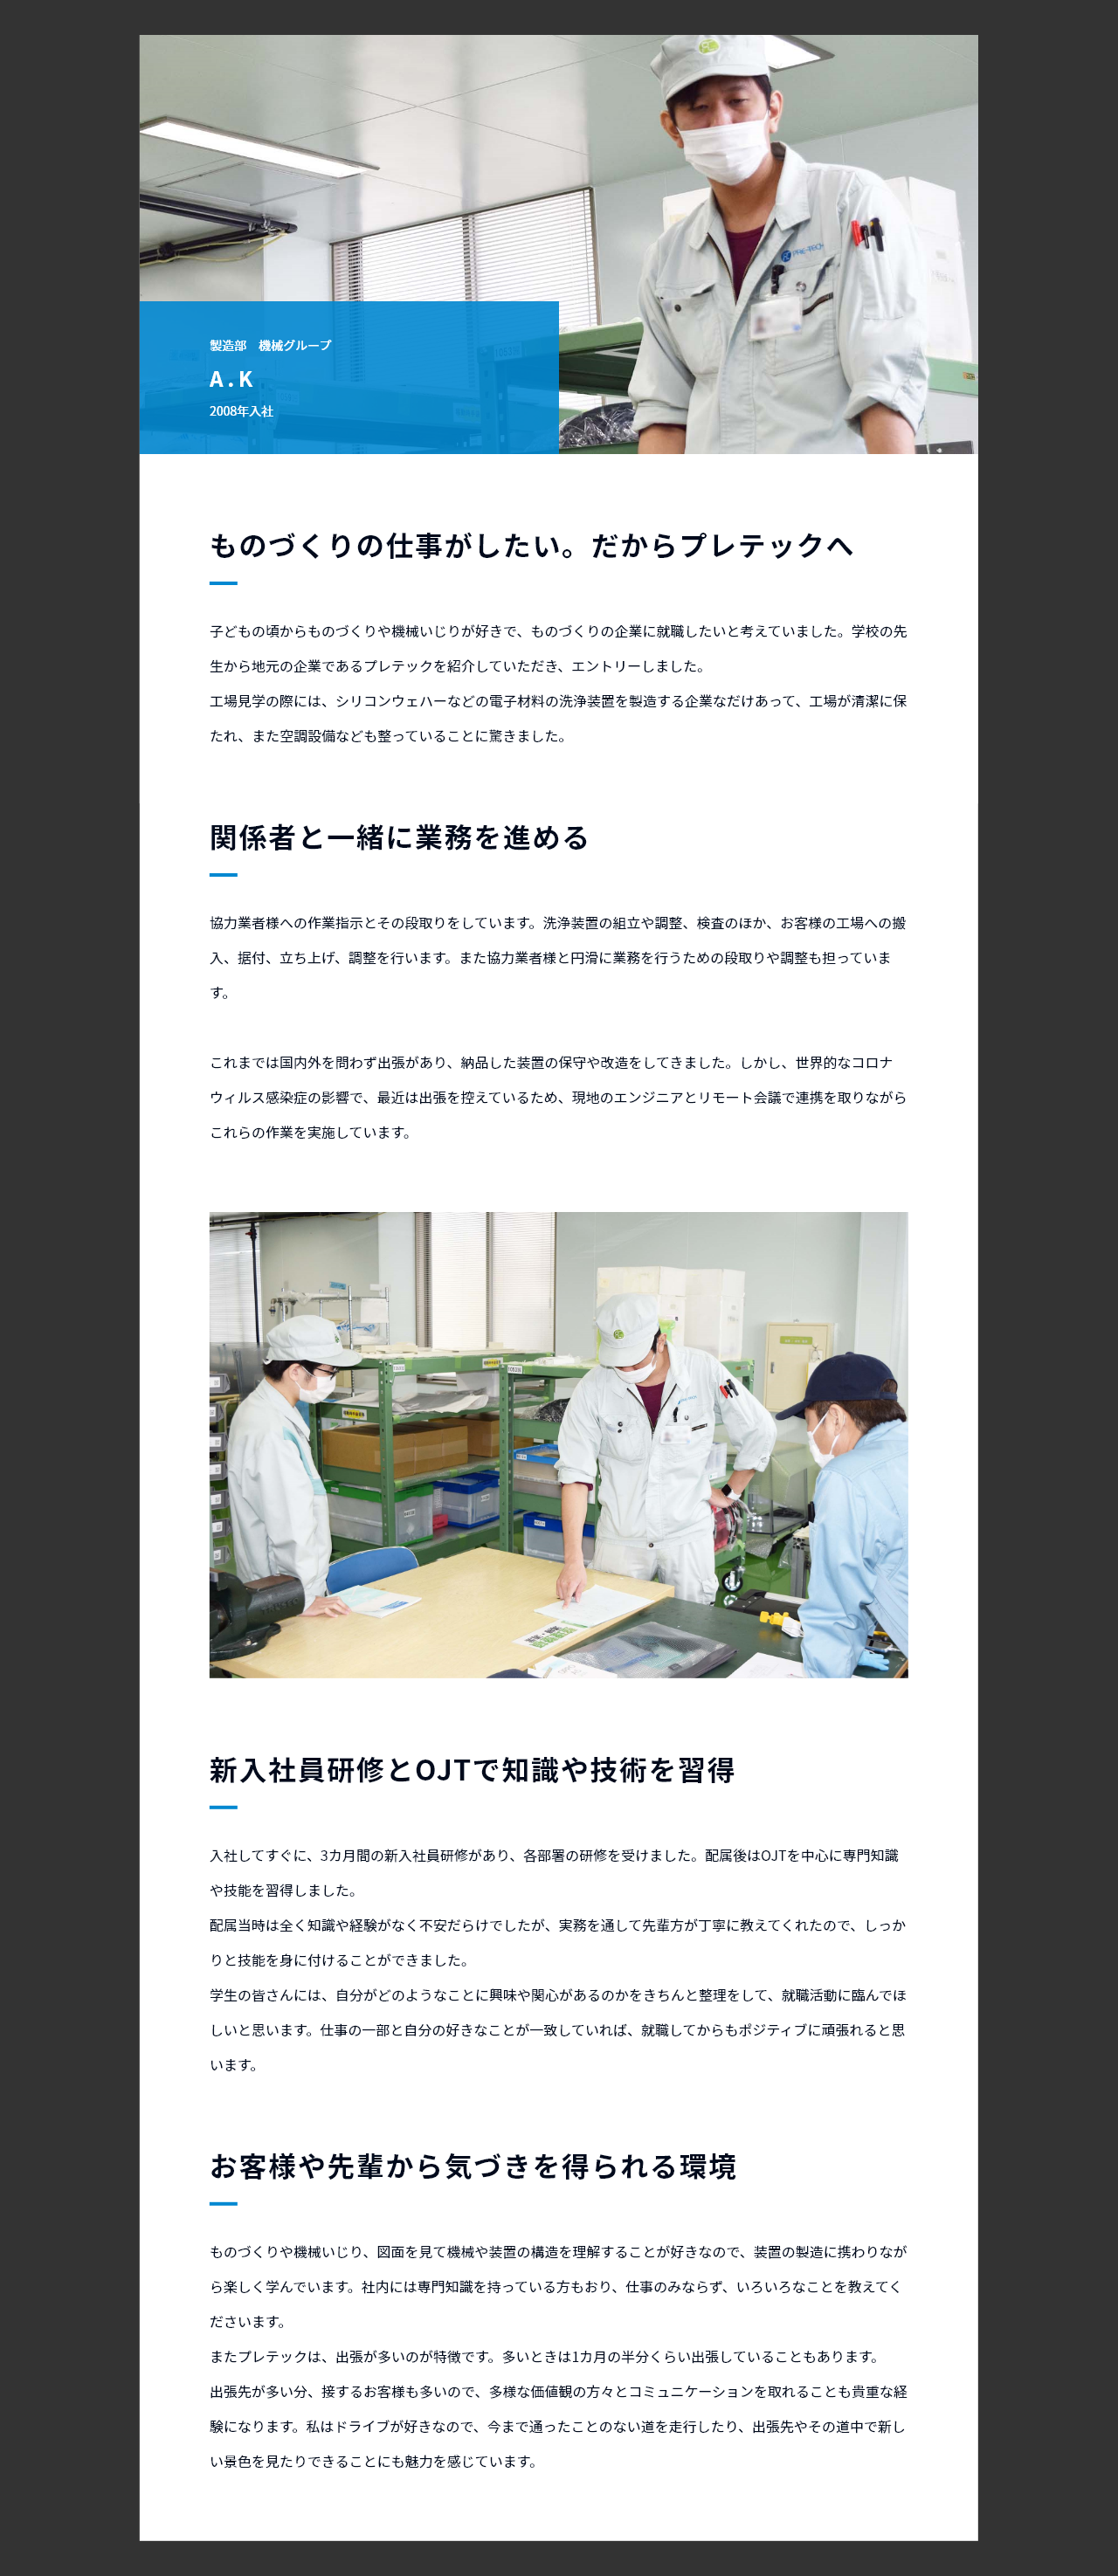 PRE-TECH
製造部　機械グループ
A.K
2008年入社
ものづくりの仕事がしたい。だからプレテックへ
子どもの頃からものづくりや機械いじりが好きで、ものづくりの企業に就職したいと考えていました。学校の先
生から地元の企業であるプレテックを紹介していただき、エントリーしました。
工場見学の際には、シリコンウェハーなどの電子材料の洗浄装置を製造する企業なだけあって、工場が清潔に保
たれ、また空調設備なども整っていることに驚きました。
関係者と一緒に業務を進める
協力業者様への作業指示とその段取りをしています。洗浄装置の組立や調整、検査のほか、お客様の工場への搬
入、据付、立ち上げ、調整を行います。また協力業者様と円滑に業務を行うための段取りや調整も担っていま
す。
これまでは国内外を問わず出張があり、納品した装置の保守や改造をしてきました。しかし、世界的なコロナ
ウィルス感染症の影響で、最近は出張を控えているため、現地のエンジニアとリモート会議で連携を取りながら
これらの作業を実施しています。
新入社員研修とOJTで知識や技術を習得
入社してすぐに、3カ月間の新入社員研修があり、各部署の研修を受けました。配属後はOJTを中心に専門知識
や技能を習得しました。
配属当時は全く知識や経験がなく不安だらけでしたが、実務を通して先輩方が丁寧に教えてくれたので、しっか
りと技能を身に付けることができました。
学生の皆さんには、自分がどのようなことに興味や関心があるのかをきちんと整理をして、就職活動に臨んでほ
しいと思います。仕事の一部と自分の好きなことが一致していれば、就職してからもポジティブに頑張れると思
います。
お客様や先輩から気づきを得られる環境
ものづくりや機械いじり、図面を見て機械や装置の構造を理解することが好きなので、装置の製造に携わりなが
ら楽しく学んでいます。社内には専門知識を持っている方もおり、仕事のみならず、いろいろなことを教えてく
ださいます。
またプレテックは、出張が多いのが特徴です。多いときは1カ月の半分くらい出張していることもあります。
出張先が多い分、接するお客様も多いので、多様な価値観の方々とコミュニケーションを取れることも貴重な経
験になります。私はドライブが好きなので、今まで通ったことのない道を走行したり、出張先やその道中で新し
い景色を見たりできることにも魅力を感じています。